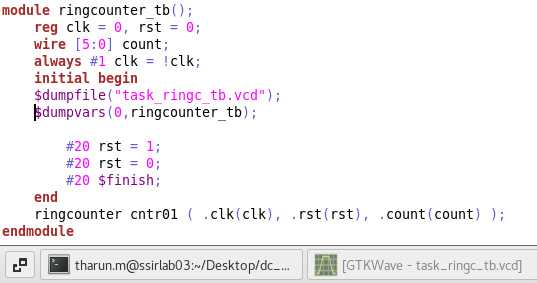 module ringcounter_tb();
reg clk = 0, rst = 0;
wire [5:0] count;
always #1 clk = !clk;
initial begin
$dumpfile("task_ringc_tb.vcd");
$dumpvars(0,ringcounter_tb);
#20 rst = 1;
#20 rst = 0;
#20 $finish;
end
ringcounter cntr01 ( .clk(clk), .rst(rst), .count(count) );
endmodule
tharun.m@ssirlab03:~/Desktop/dc_... [GTKWave - task_ringc_tb.vcd]